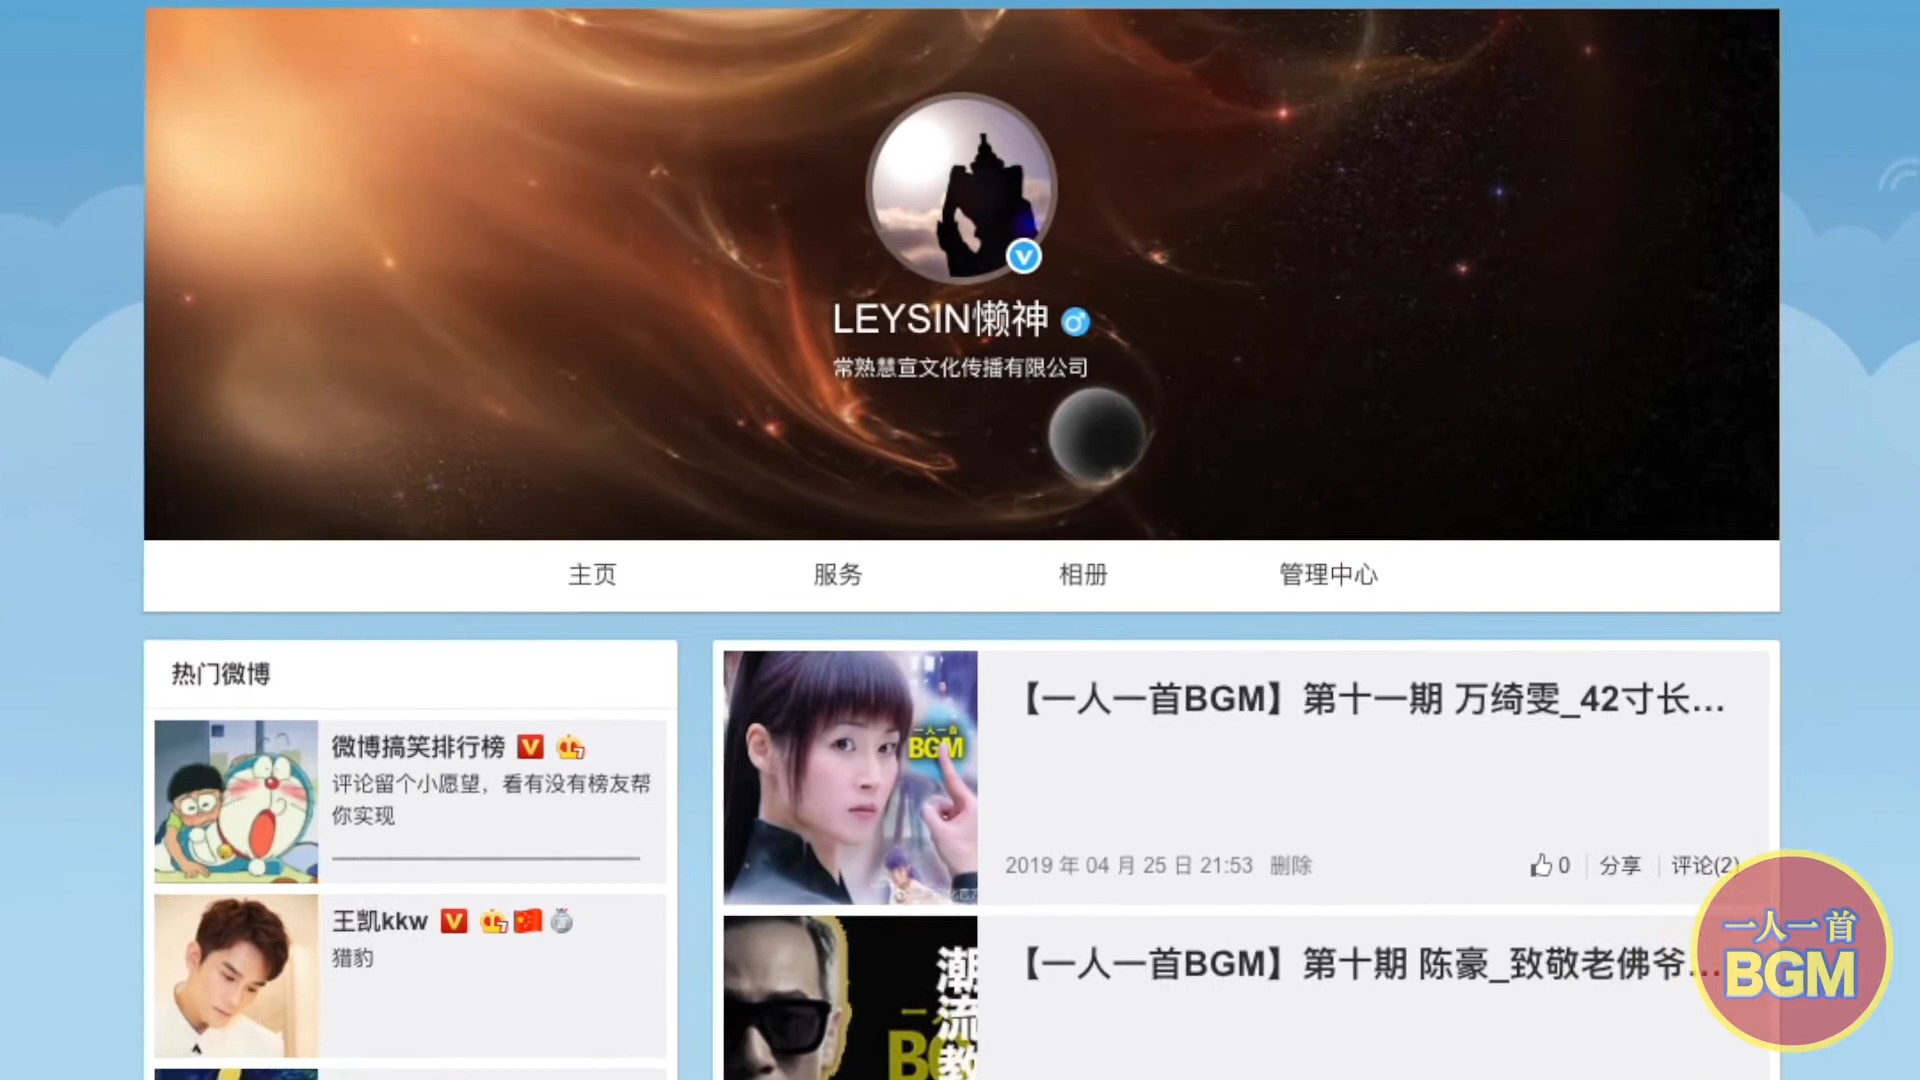 LEYSIN懒神
常熟慧宣文化传播有限公司
主页 服务 相册 管理中心
热门微博
微博搞笑排行榜
评论留个小愿望，看有没有榜友帮
你实现
王凯kkw
猎豹
一人一首
BGM
【一人一首BGM】第十一期 万绮雯_42寸长...
2019 年 04 月 25 日 21:53 删除
0 分享 评论(2)
潮流教
【一人一首BGM】第十期 陈豪_致敬老佛爷...
一人一首
BGM